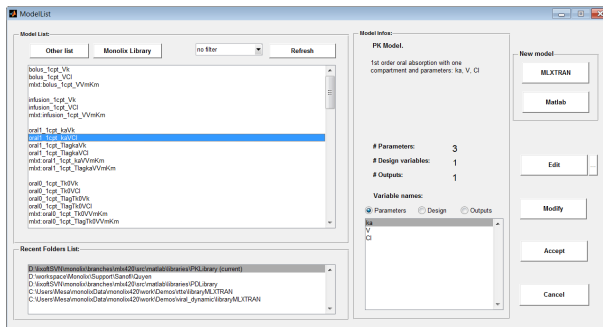 ModelList
Model List:
Other list
Monolix Library
no filter
Refresh
bolus_1cpt_Vk
bolus_1cpt_VCl
mlxt:bolus_1cpt_VVmKm
infusion_1cpt_Vk
infusion_1cpt_VCl
mlxt:infusion_1cpt_VVmKm
oral1_1cpt_kaVk
oral1_1cpt_kaVCl
oral1_1cpt_TlagkaVk
oral1_1cpt_TlagkaVCl
mlxt:oral1_1cpt_kaVVmKm
mlxt:oral1_1cpt_TlagkaVVmKm
oral0_1cpt_Tk0Vk
oral0_1cpt_Tk0VCl
oral0_1cpt_TlagTk0Vk
oral0_1cpt_TlagTk0VCl
mlxt:oral0_1cpt_Tk0VVmKm
mlxt:oral0_1cpt_TlagTk0VVmKm
Recent Folders List:
D:\lixoftSVN\monolix\branches\mlx420\src\matlab\libraries\PKLibrary (current)
D:\workspace\Monolix\Support\Sanofi\Quyen
D:\lixoftSVN\monolix\branches\mlx420\src\matlab\libraries\PDLibrary
C:\Users\Mesa\monolixData\monolix420\work\Demos\rtte\libraryMLXTRAN
C:\Users\Mesa\monolixData\monolix420\work\Demos\viral_dynamic\libraryMLXTRAN
Model Infos:
PK Model.
1st order oral absorption with one
compartment and parameters: ka, V, Cl
# Parameters: 3
# Design variables: 1
# Outputs: 1
Variable names:
Parameters Design Outputs
ka
V
Cl
New model
MLXTRAN
Matlab
Edit
Modify
Accept
Cancel